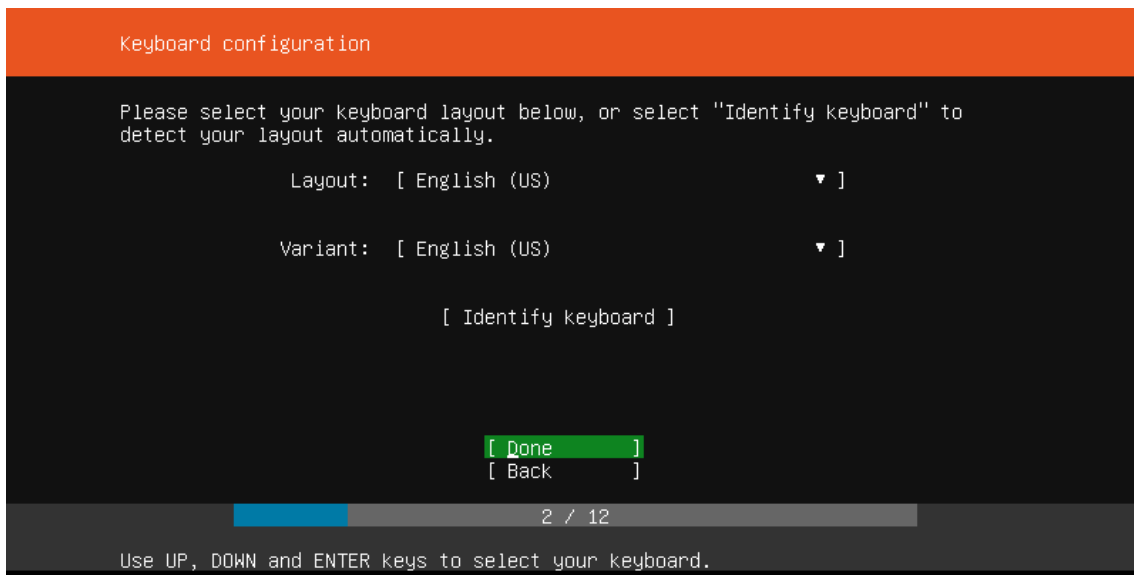 Keyboard configuration
Please select your keyboard layout below, or select "Identify keyboard" to
detect your layout automatically.
Layout: [ English (US) ▾ ]
Variant: [ English (US) ▾ ]
[ Identify keyboard ]
[ Done ]
[ Back ]
2 / 12
Use UP, DOWN and ENTER keys to select your keyboard.